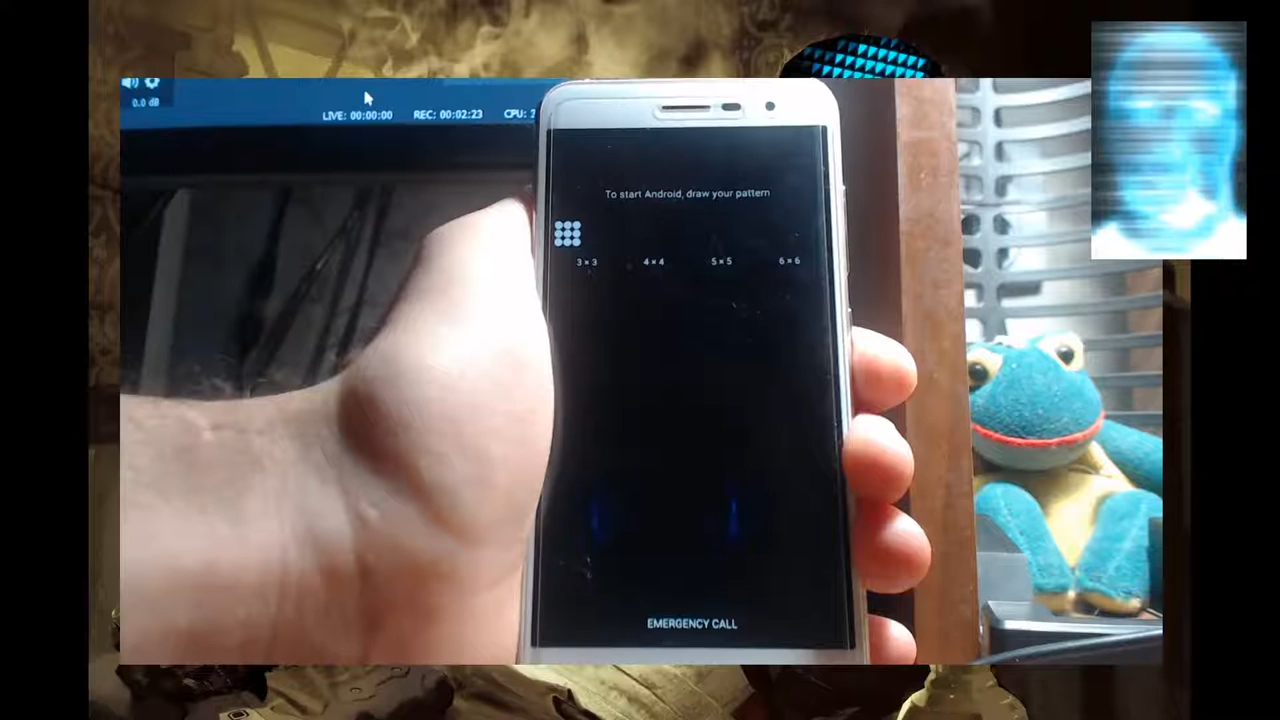 0.0 dB
LIVE: 00:00:00 REC: 00:02:23 CPU: 2
To start Android, draw your pattern
3×3 4×4 5×5 6×6
EMERGENCY CALL